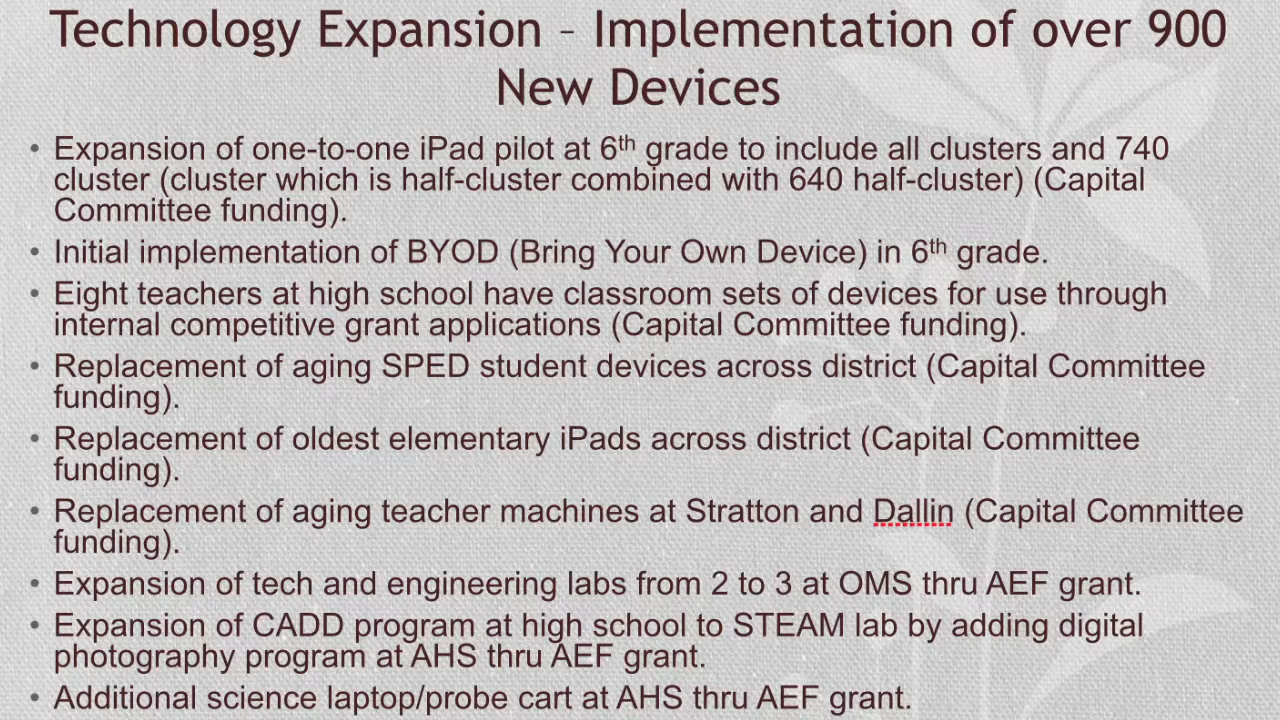 Technology Expansion – Implementation of over 900
New Devices
• Expansion of one-to-one iPad pilot at 6th grade to include all clusters and 740
cluster (cluster which is half-cluster combined with 640 half-cluster) (Capital
Committee funding).
• Initial implementation of BYOD (Bring Your Own Device) in 6th grade.
• Eight teachers at high school have classroom sets of devices for use through
internal competitive grant applications (Capital Committee funding).
• Replacement of aging SPED student devices across district (Capital Committee
funding).
• Replacement of oldest elementary iPads across district (Capital Committee
funding).
• Replacement of aging teacher machines at Stratton and Dallin (Capital Committee
funding).
• Expansion of tech and engineering labs from 2 to 3 at OMS thru AEF grant.
• Expansion of CADD program at high school to STEAM lab by adding digital
photography program at AHS thru AEF grant.
• Additional science laptop/probe cart at AHS thru AEF grant.